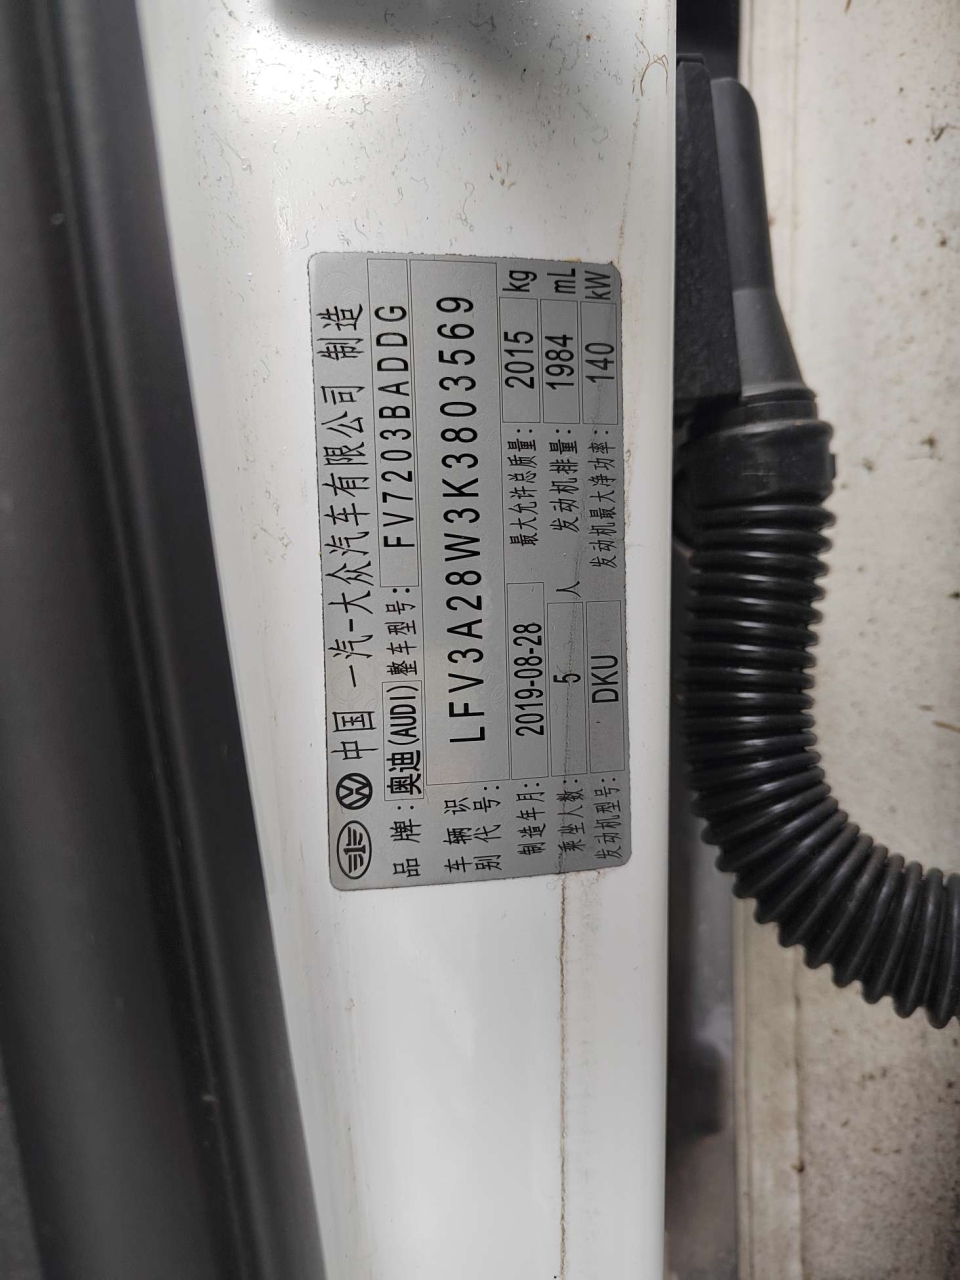 中国 一汽-大众汽车有限公司 制造
品牌:奥迪(AUDI) 整车型号: FV7203BADDG
车辆识别代号: LFV3A28W3K3803569
制造年月: 2019-08-28 最大允许总质量: 2015 kg
乘坐人数: 5 人 发动机排量: 1984 mL
发动机型号: DKU 发动机最大净功率: 140 kW